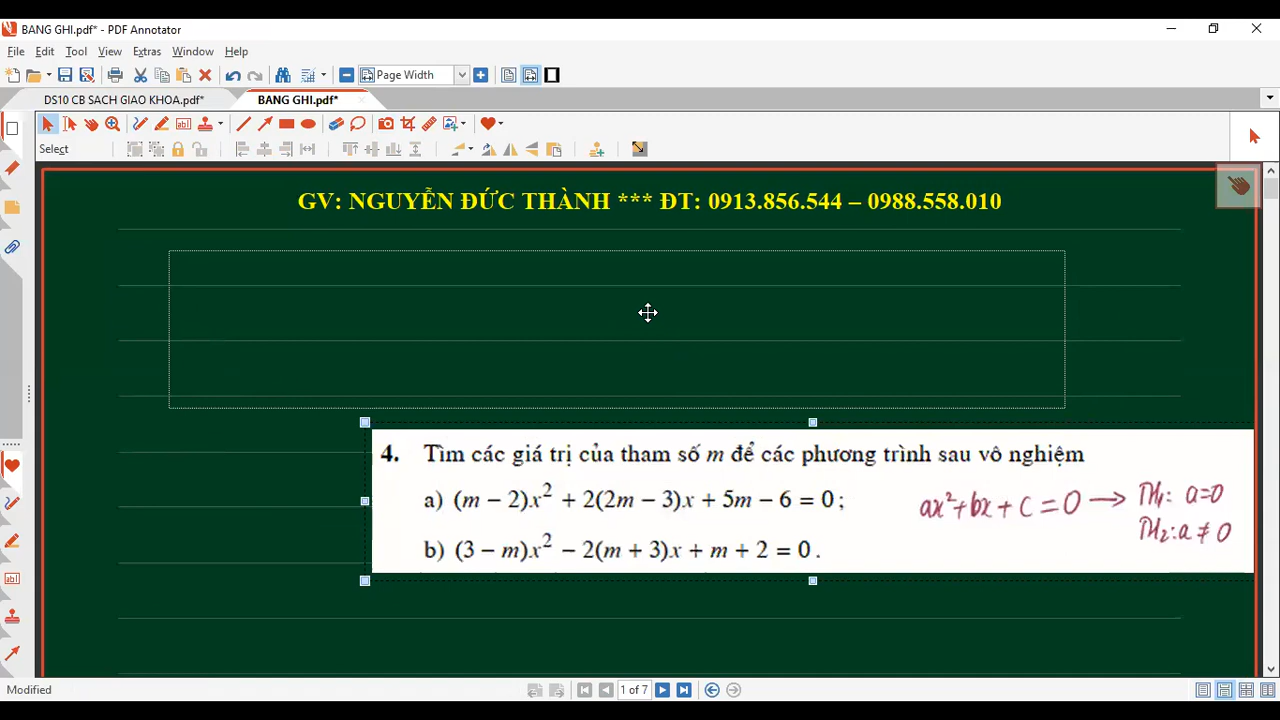 BANG GHI.pdf* - PDF Annotator
File Edit Tool View Extras Window Help
Page Width
DS10 CB SACH GIAO KHOA.pdf* BANG GHI.pdf*
Select
GV: NGUYỄN ĐỨC THÀNH *** ĐT: 0913.856.544 – 0988.558.010
4. Tìm các giá trị của tham số m để các phương trình sau vô nghiệm
a) (m – 2)x² + 2(2m – 3)x + 5m – 6 = 0 ;
ax² + bx + c = 0 → TH₁: a = 0
TH₂: a ≠ 0
b) (3 – m)x² – 2(m + 3)x + m + 2 = 0 .
Modified 1 of 7